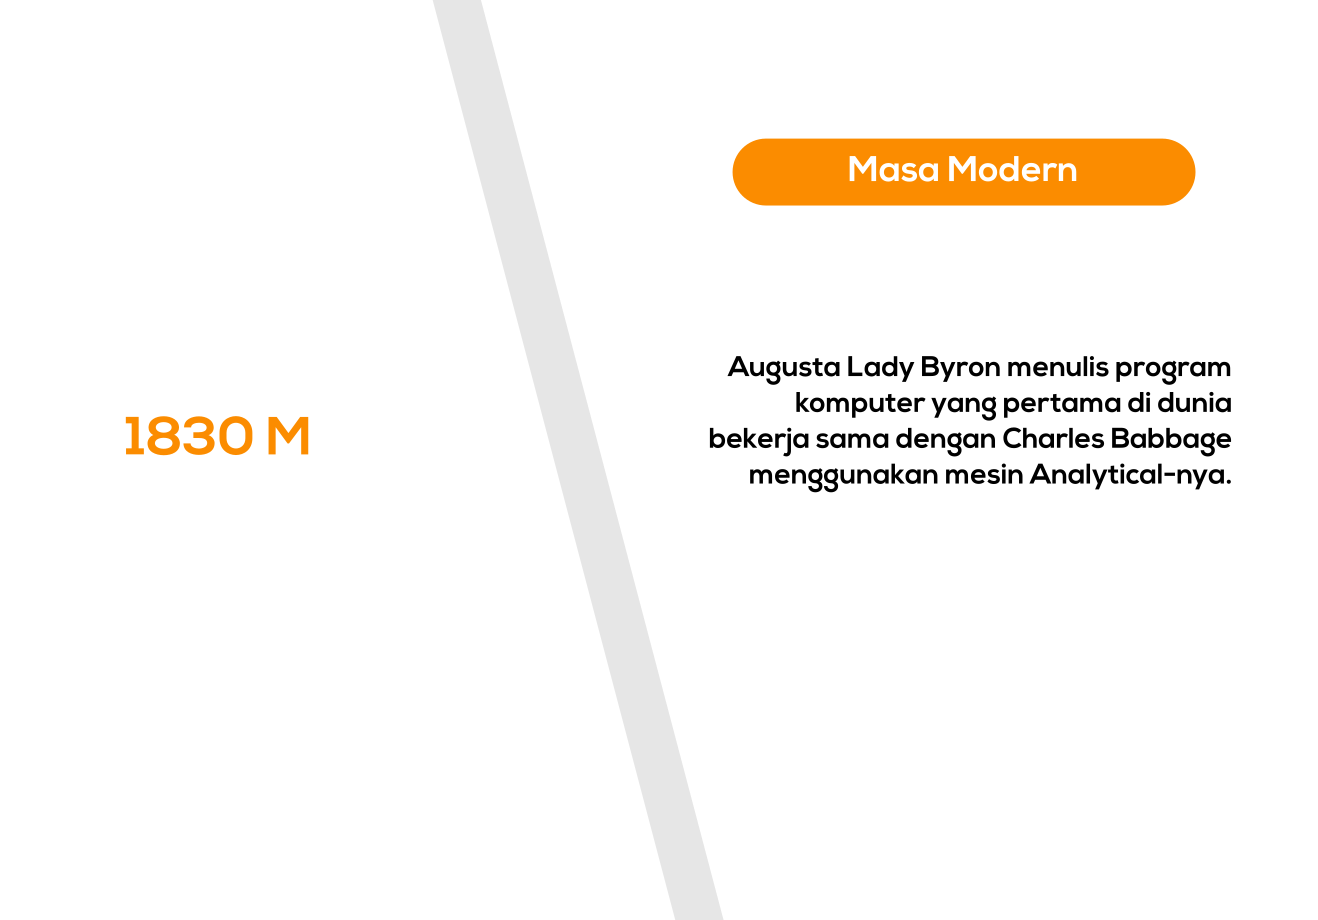 Masa Modern
1830 M
Augusta Lady Byron menulis program
komputer yang pertama di dunia
bekerja sama dengan Charles Babbage
menggunakan mesin Analytical-nya.